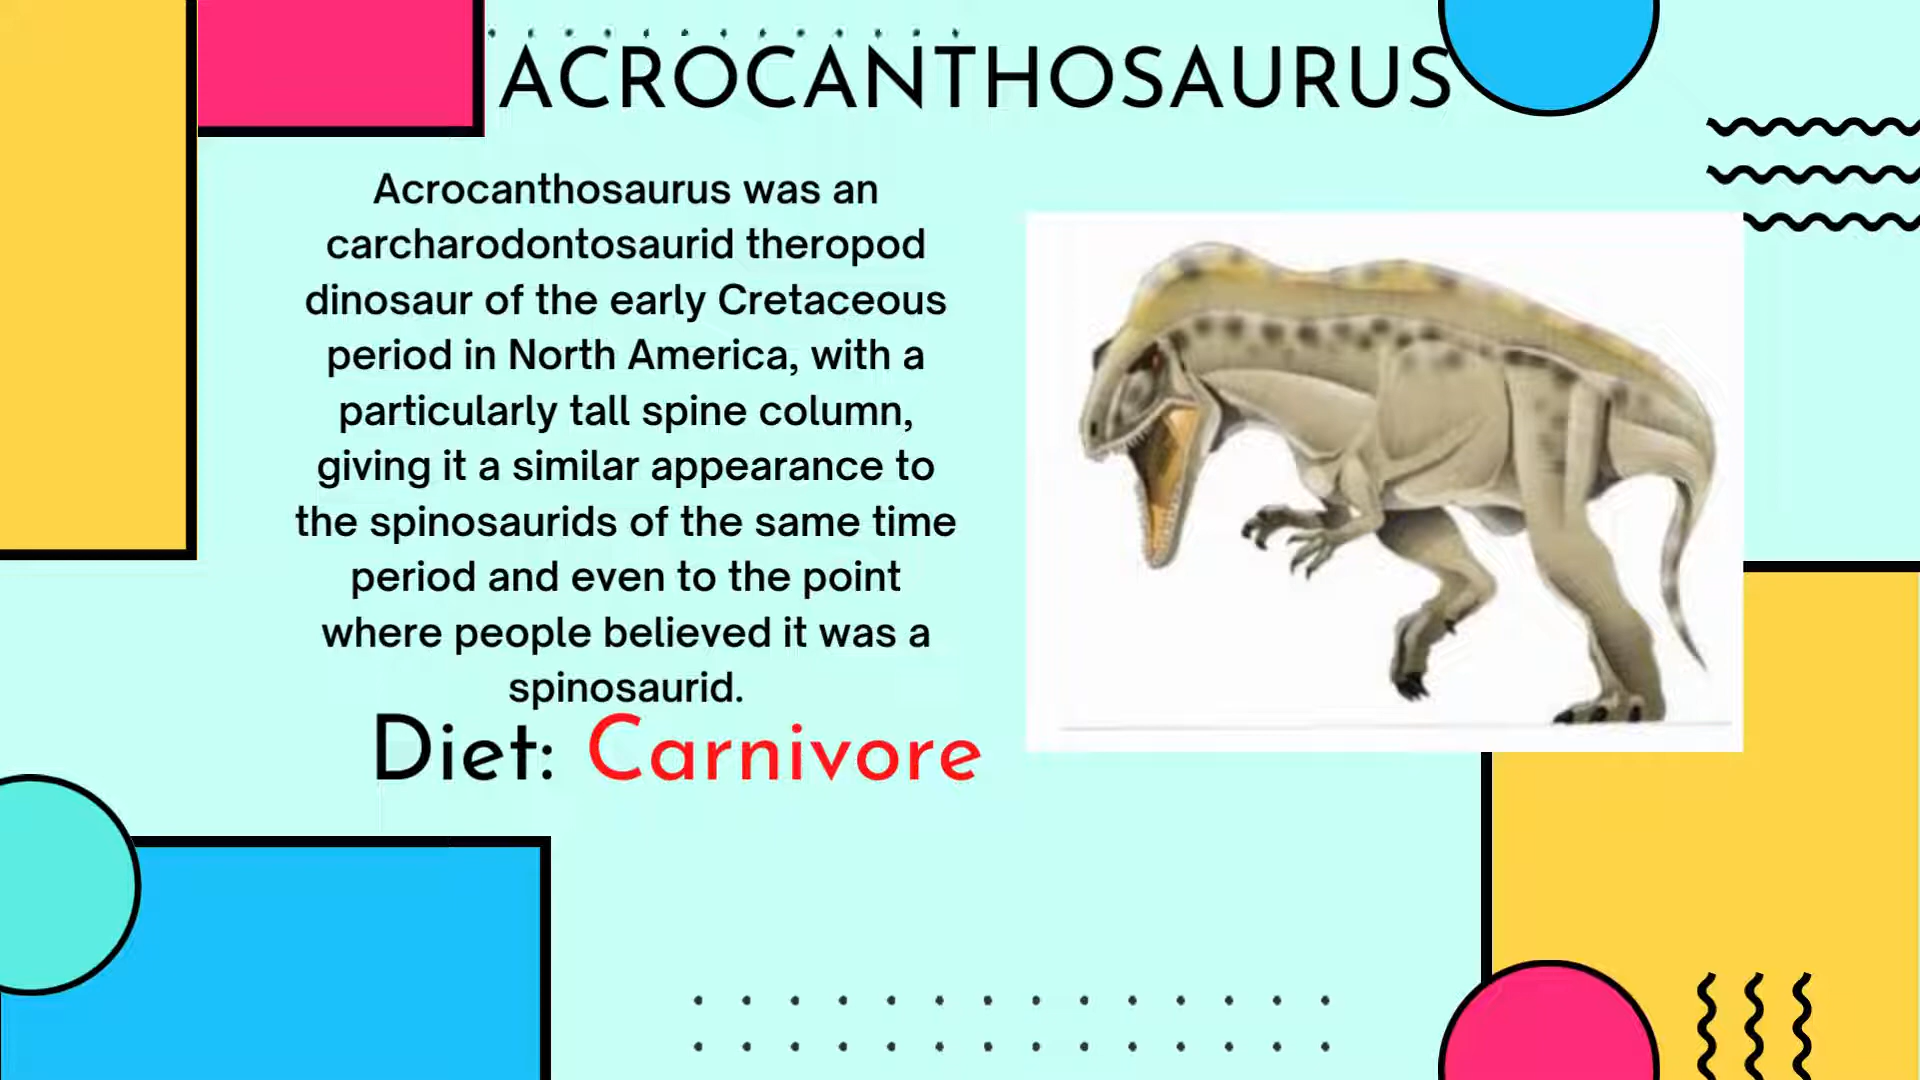 ACROCANTHOSAURUS
Acrocanthosaurus was an
carcharodontosaurid theropod
dinosaur of the early Cretaceous
period in North America, with a
particularly tall spine column,
giving it a similar appearance to
the spinosaurids of the same time
period and even to the point
where people believed it was a
spinosaurid.
Diet: Carnivore